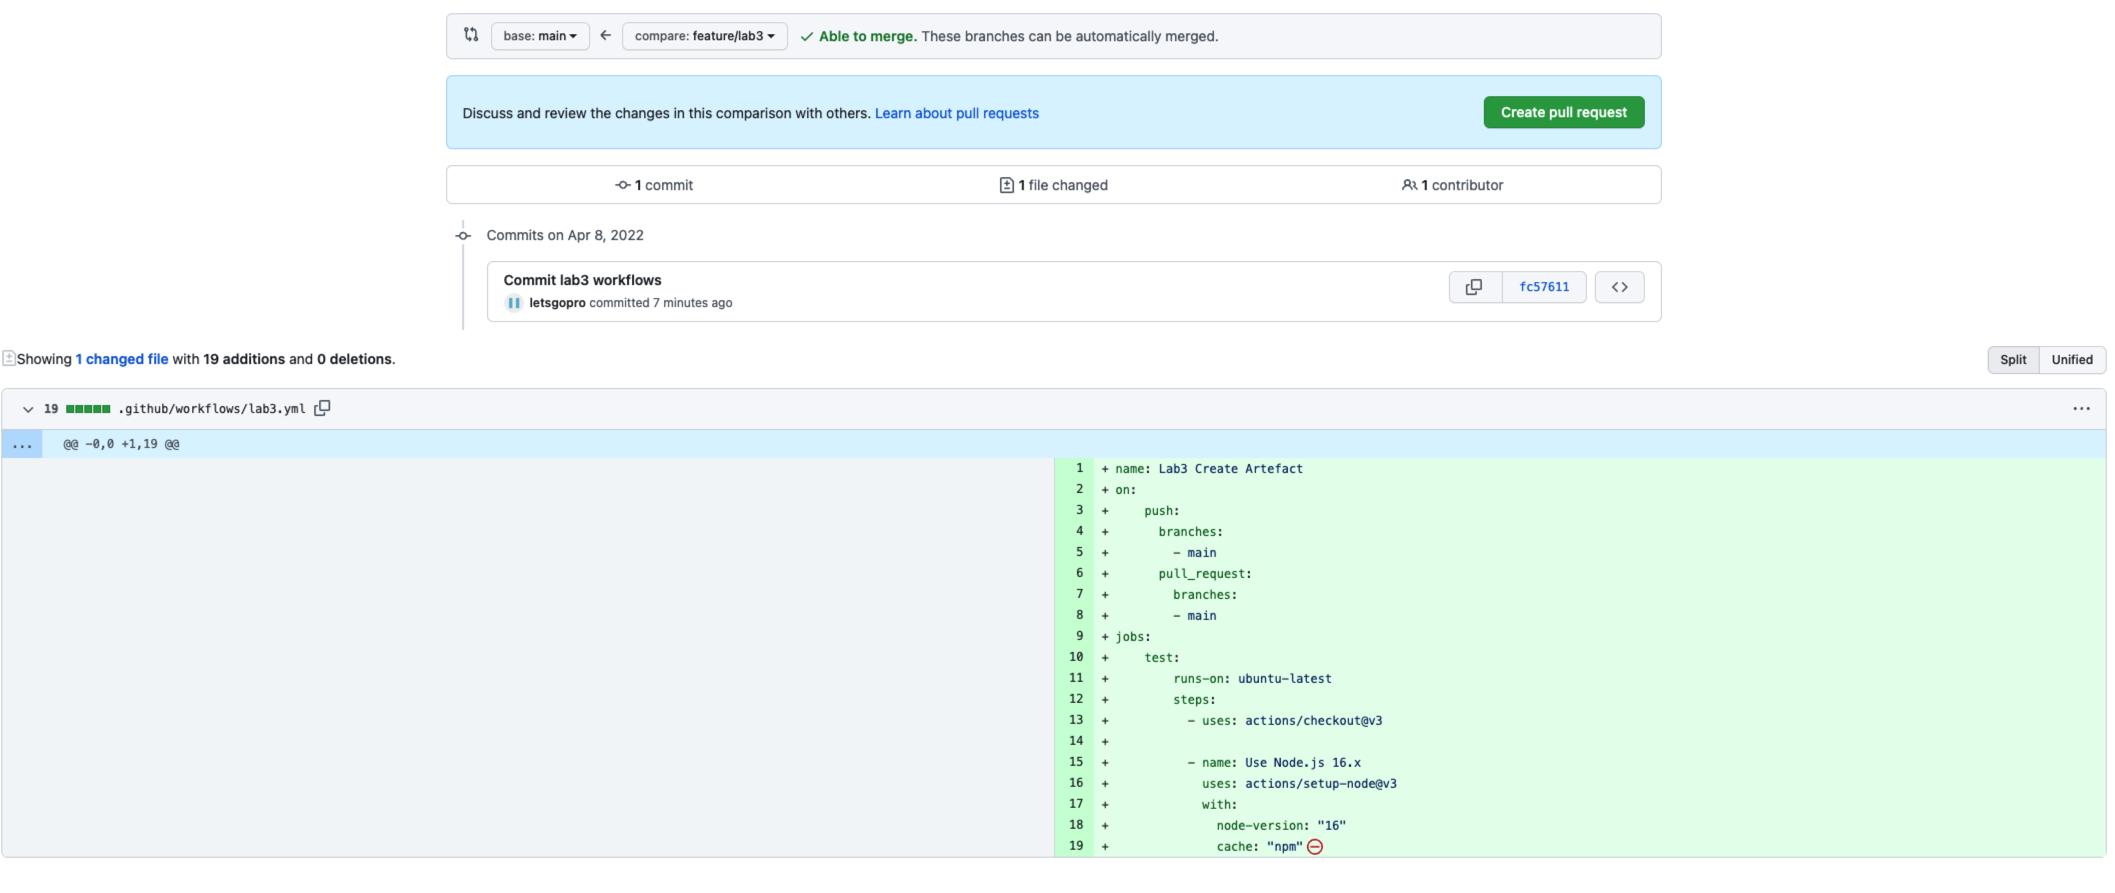 base: main compare: feature/lab3 Able to merge. These branches can be automatically merged.
Discuss and review the changes in this comparison with others. Learn about pull requests Create pull request
1 commit 1 file changed 1 contributor
Commits on Apr 8, 2022
Commit lab3 workflows
letsgopro committed 7 minutes ago fc57611
Showing 1 changed file with 19 additions and 0 deletions. Split Unified
19 .github/workflows/lab3.yml ...
... @@ -0,0 +1,19 @@
1 + name: Lab3 Create Artefact
2 + on:
3 + push:
4 + branches:
5 + - main
6 + pull_request:
7 + branches:
8 + - main
9 + jobs:
10 + test:
11 + runs-on: ubuntu-latest
12 + steps:
13 + - uses: actions/checkout@v3
14 +
15 + - name: Use Node.js 16.x
16 + uses: actions/setup-node@v3
17 + with:
18 + node-version: "16"
19 + cache: "npm"